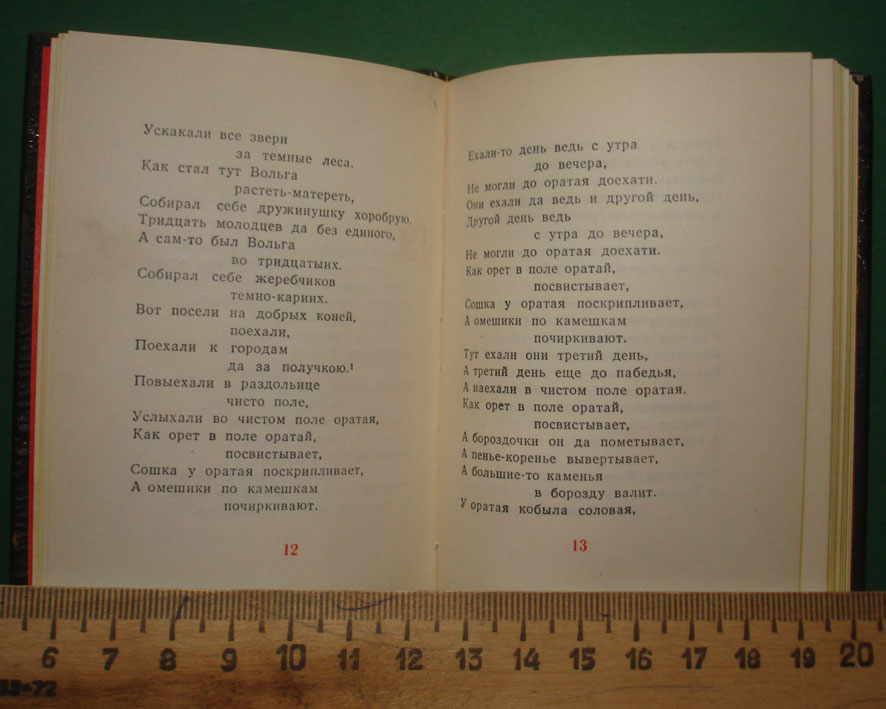 Ускакали все звери
за темные леса.
Как стал тут Вольга
растеть-матереть,
Собирал себе дружинушку хоробрую.
Тридцать молодцев да без единого,
А сам-то был Вольга
во тридцатыих.
Собирал себе жеребчиков
темно-кариих.
Вот посели на добрых коней,
поехали,
Поехали к городам
да за получкою.¹
Повыехали в раздольице
чисто поле,
Услыхали во чистом поле оратая,
Как орет в поле оратай,
посвистывает,
Сошка у оратая поскрипливает,
А омешики по камешкам
почиркивают.
12
Ехали-то день ведь с утра
до вечера,
Не могли до оратая доехати.
Они ехали да ведь и другой день,
Другой день ведь
с утра до вечера,
Не могли до оратая доехати.
Как орет в поле оратай,
посвистывает,
Сошка у оратая поскрипливает,
А омешики по камешкам
почиркивают.
Тут ехали они третий день,
А третий день еще до пабедья,
А наехали в чистом поле оратая.
Как орет в поле оратай,
посвистывает,
А бороздочки он да пометывает,
А пенье-коренье вывертывает,
А большие-то каменья
в борозду валит.
У оратая кобыла соловая,
13
6 7 8 9 10 11 12 13 14 15 16 17 18 19 20
-72